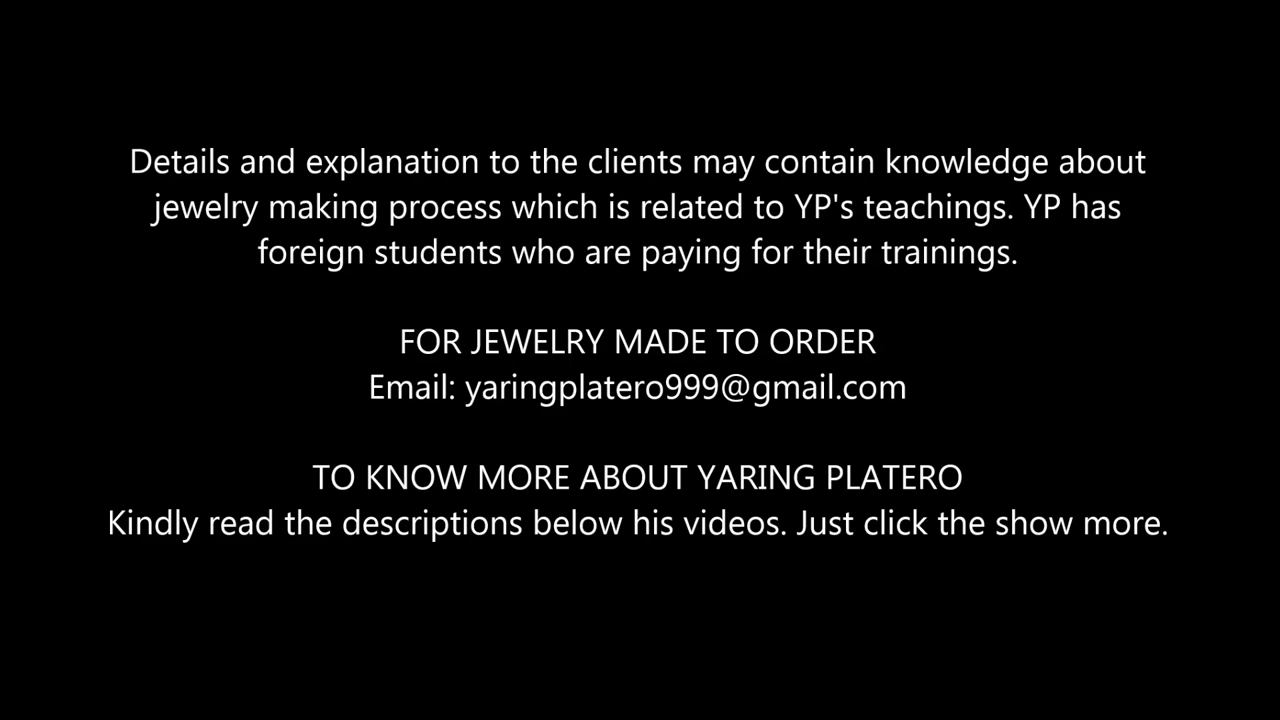 Details and explanation to the clients may contain knowledge about
jewelry making process which is related to YP's teachings. YP has
foreign students who are paying for their trainings.
FOR JEWELRY MADE TO ORDER
Email: yaringplatero999@gmail.com
TO KNOW MORE ABOUT YARING PLATERO
Kindly read the descriptions below his videos. Just click the show more.